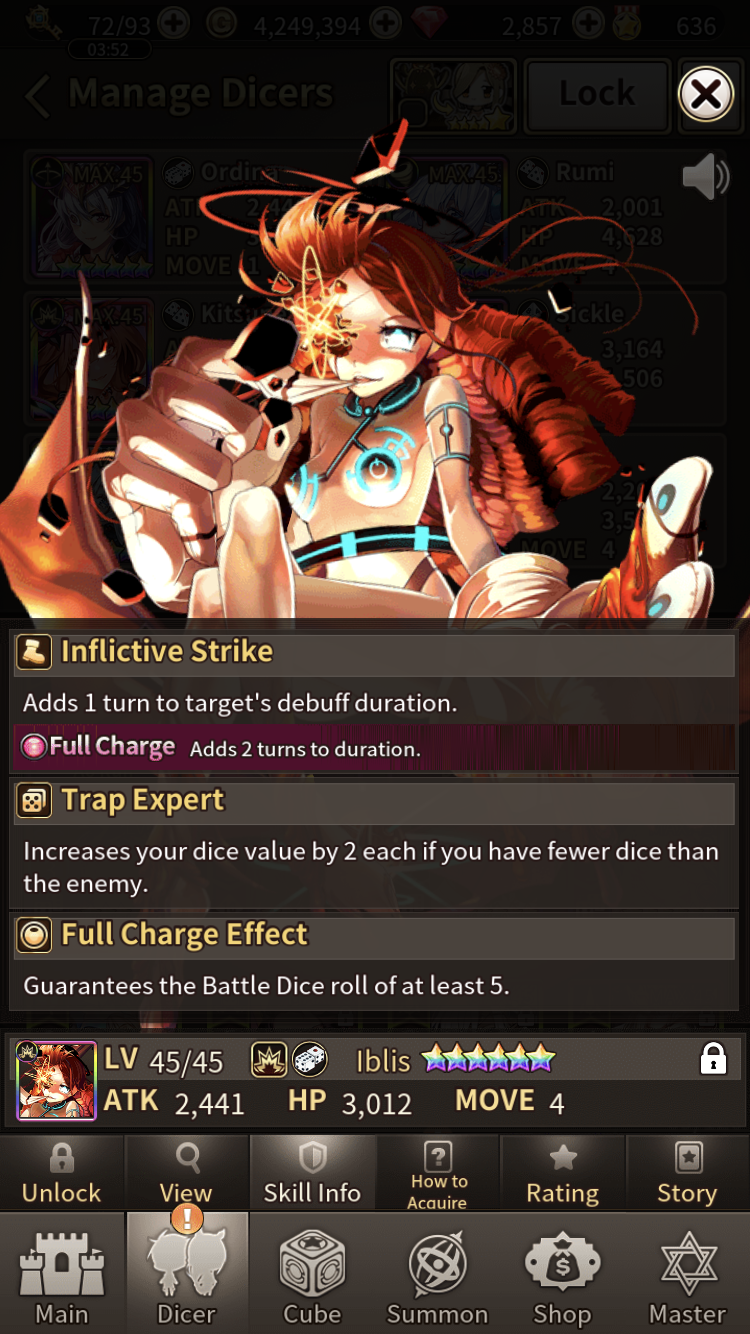 72/93
4,249,394
2,857
636
03:52
Manage Dicers
Lock
MAX.45
MAX.45
Rumi
ATK 2,001
HP 4,628
MOVE
MAX.45
3,164
MOVE 4
Inflictive Strike
Adds 1 turn to target's debuff duration.
Full Charge Adds 2 turns to duration.
Trap Expert
Increases your dice value by 2 each if you have fewer dice than
the enemy.
Full Charge Effect
Guarantees the Battle Dice roll of at least 5.
LV 45/45 Iblis
ATK 2,441 HP 3,012 MOVE 4
Unlock
View
Skill Info
How to
Acquire
Rating
Story
Main
Dicer
Cube
Summon
Shop
Master